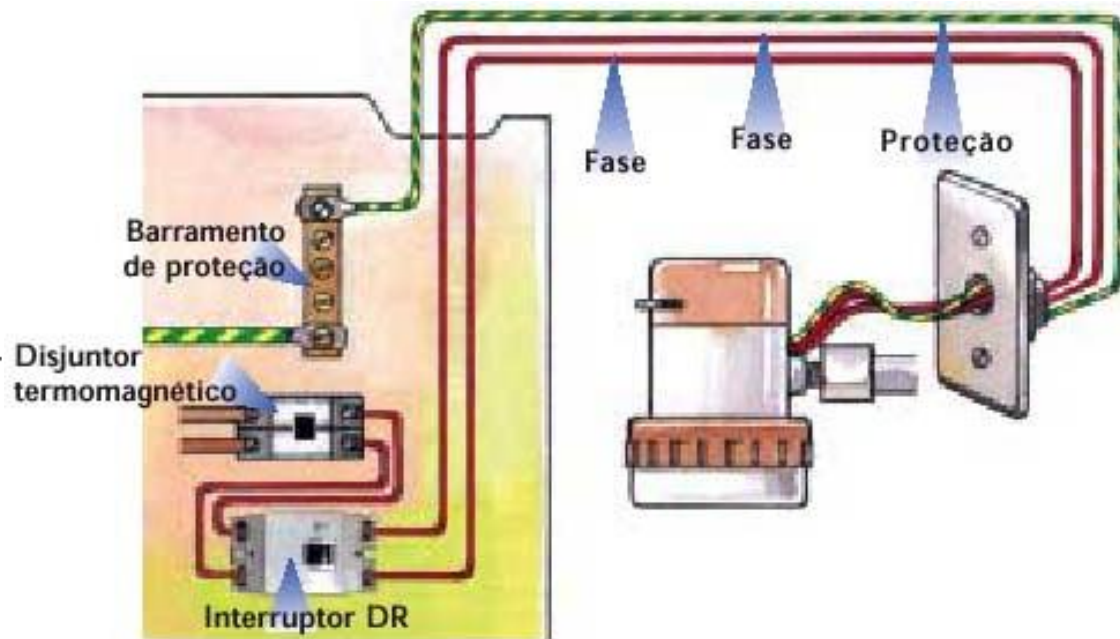 Fase
Fase
Proteção
Barramento
de proteção
Disjuntor
termomagnético
Interruptor DR